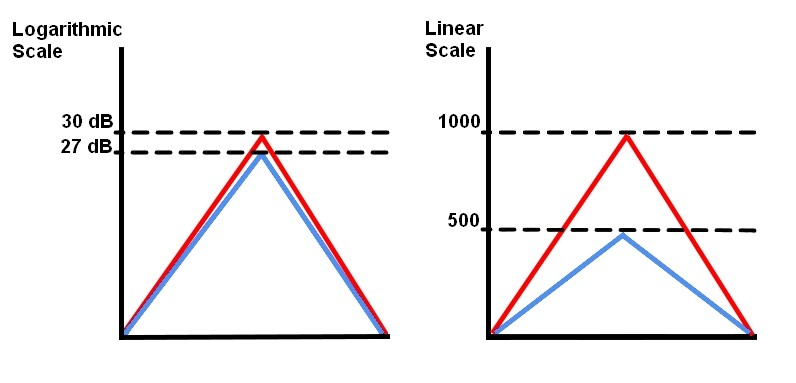 Logarithmic
Scale
30 dB
27 dB
Linear
Scale
1000
500